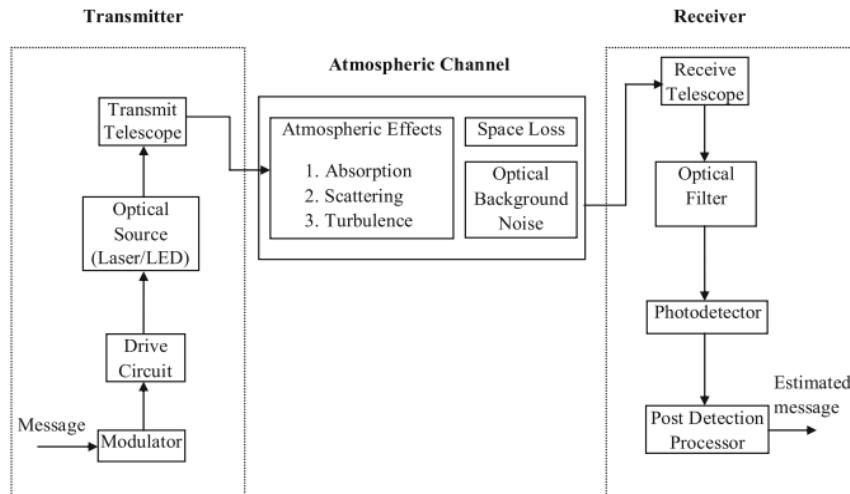 Transmitter
Receiver
Atmospheric Channel
Transmit
Telescope
Optical
Source
(Laser/LED)
Drive
Circuit
Message
Modulator
Atmospheric Effects
1. Absorption
2. Scattering
3. Turbulence
Space Loss
Optical
Background
Noise
Receive
Telescope
Optical
Filter
Photodetector
Post Detection
Processor
Estimated
message